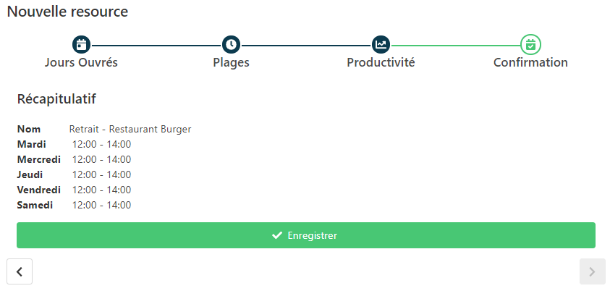 Nouvelle resource
Jours Ouvrés Plages Productivité Confirmation
Récapitulatif
Nom Retrait - Restaurant Burger
Mardi 12:00 - 14:00
Mercredi 12:00 - 14:00
Jeudi 12:00 - 14:00
Vendredi 12:00 - 14:00
Samedi 12:00 - 14:00
Enregistrer